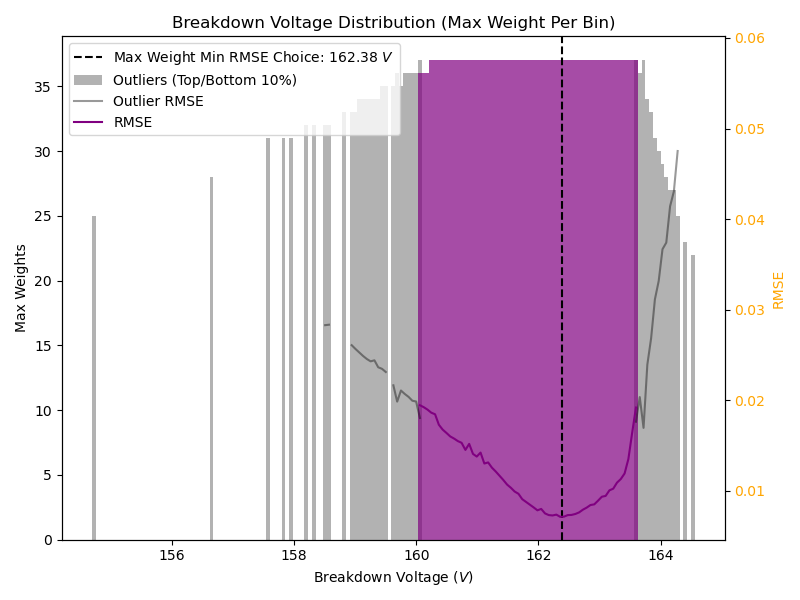 Breakdown Voltage Distribution (Max Weight Per Bin)
Max Weight Min RMSE Choice: 162.38 V
Outliers (Top/Bottom 10%)
Outlier RMSE
RMSE
Max Weights
35
30
25
20
15
10
5
0
156
158
160
162
164
Breakdown Voltage (V)
0.06
0.05
0.04
0.03
0.02
0.01
RMSE